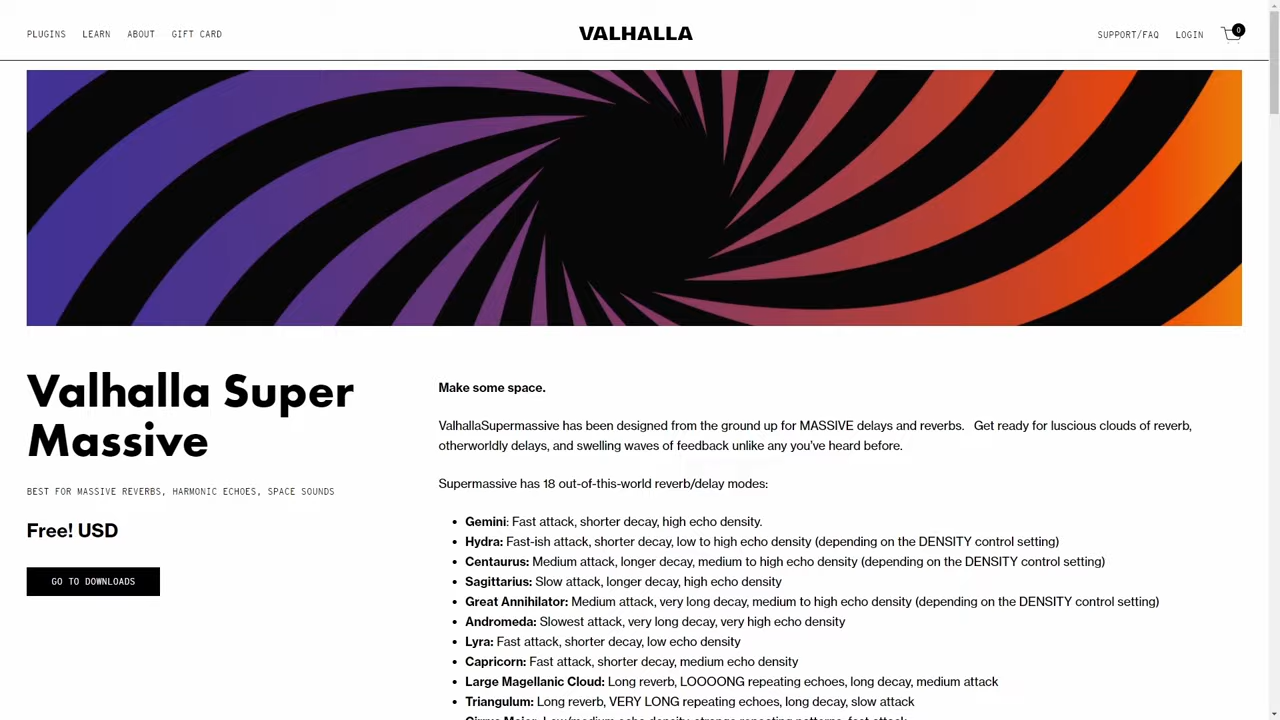 PLUGINS LEARN ABOUT GIFT CARD VALHALLA SUPPORT/FAQ LOGIN 0
Valhalla Super
Massive
BEST FOR MASSIVE REVERBS, HARMONIC ECHOES, SPACE SOUNDS
Free! USD
GO TO DOWNLOADS
Make some space.
ValhallaSupermassive has been designed from the ground up for MASSIVE delays and reverbs. Get ready for luscious clouds of reverb,
otherworldly delays, and swelling waves of feedback unlike any you've heard before.
Supermassive has 18 out-of-this-world reverb/delay modes:
• Gemini: Fast attack, shorter decay, high echo density.
• Hydra: Fast-ish attack, shorter decay, low to high echo density (depending on the DENSITY control setting)
• Centaurus: Medium attack, longer decay, medium to high echo density (depending on the DENSITY control setting)
• Sagittarius: Slow attack, longer decay, high echo density
• Great Annihilator: Medium attack, very long decay, medium to high echo density (depending on the DENSITY control setting)
• Andromeda: Slowest attack, very long decay, very high echo density
• Lyra: Fast attack, shorter decay, low echo density
• Capricorn: Fast attack, shorter decay, medium echo density
• Large Magellanic Cloud: Long reverb, LOOOONG repeating echoes, long decay, medium attack
• Triangulum: Long reverb, VERY LONG repeating echoes, long decay, slow attack